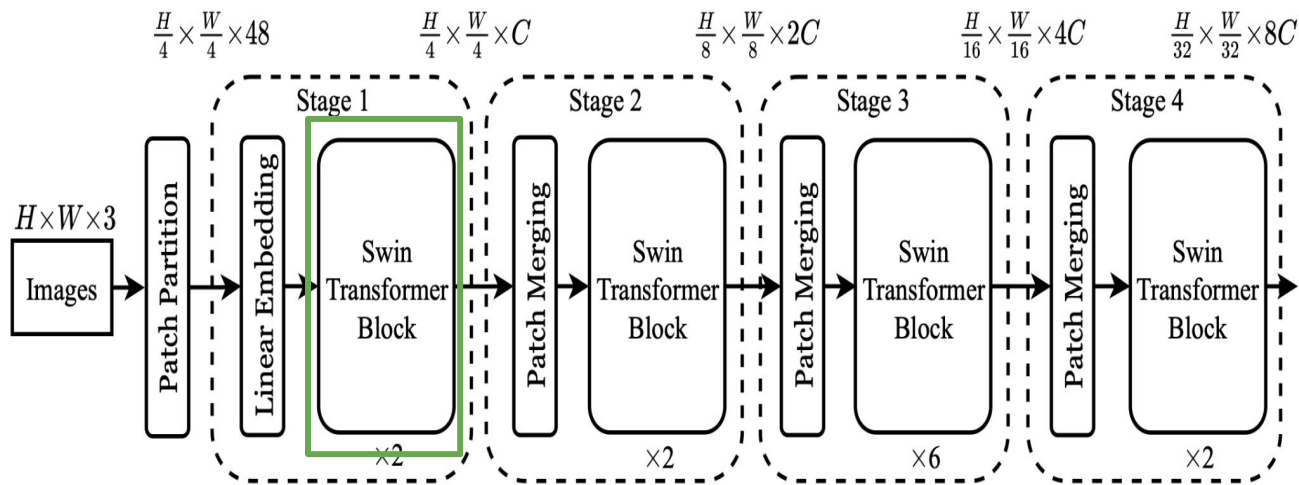 H/4 × W/4 × 48
H/4 × W/4 × C
H/8 × W/8 × 2C
H/16 × W/16 × 4C
H/32 × W/32 × 8C
Stage 1
Stage 2
Stage 3
Stage 4
H×W×3
Images
Patch Partition
Linear Embedding
Swin
Transformer
Block
×2
Patch Merging
Swin
Transformer
Block
×2
Patch Merging
Swin
Transformer
Block
×6
Patch Merging
Swin
Transformer
Block
×2